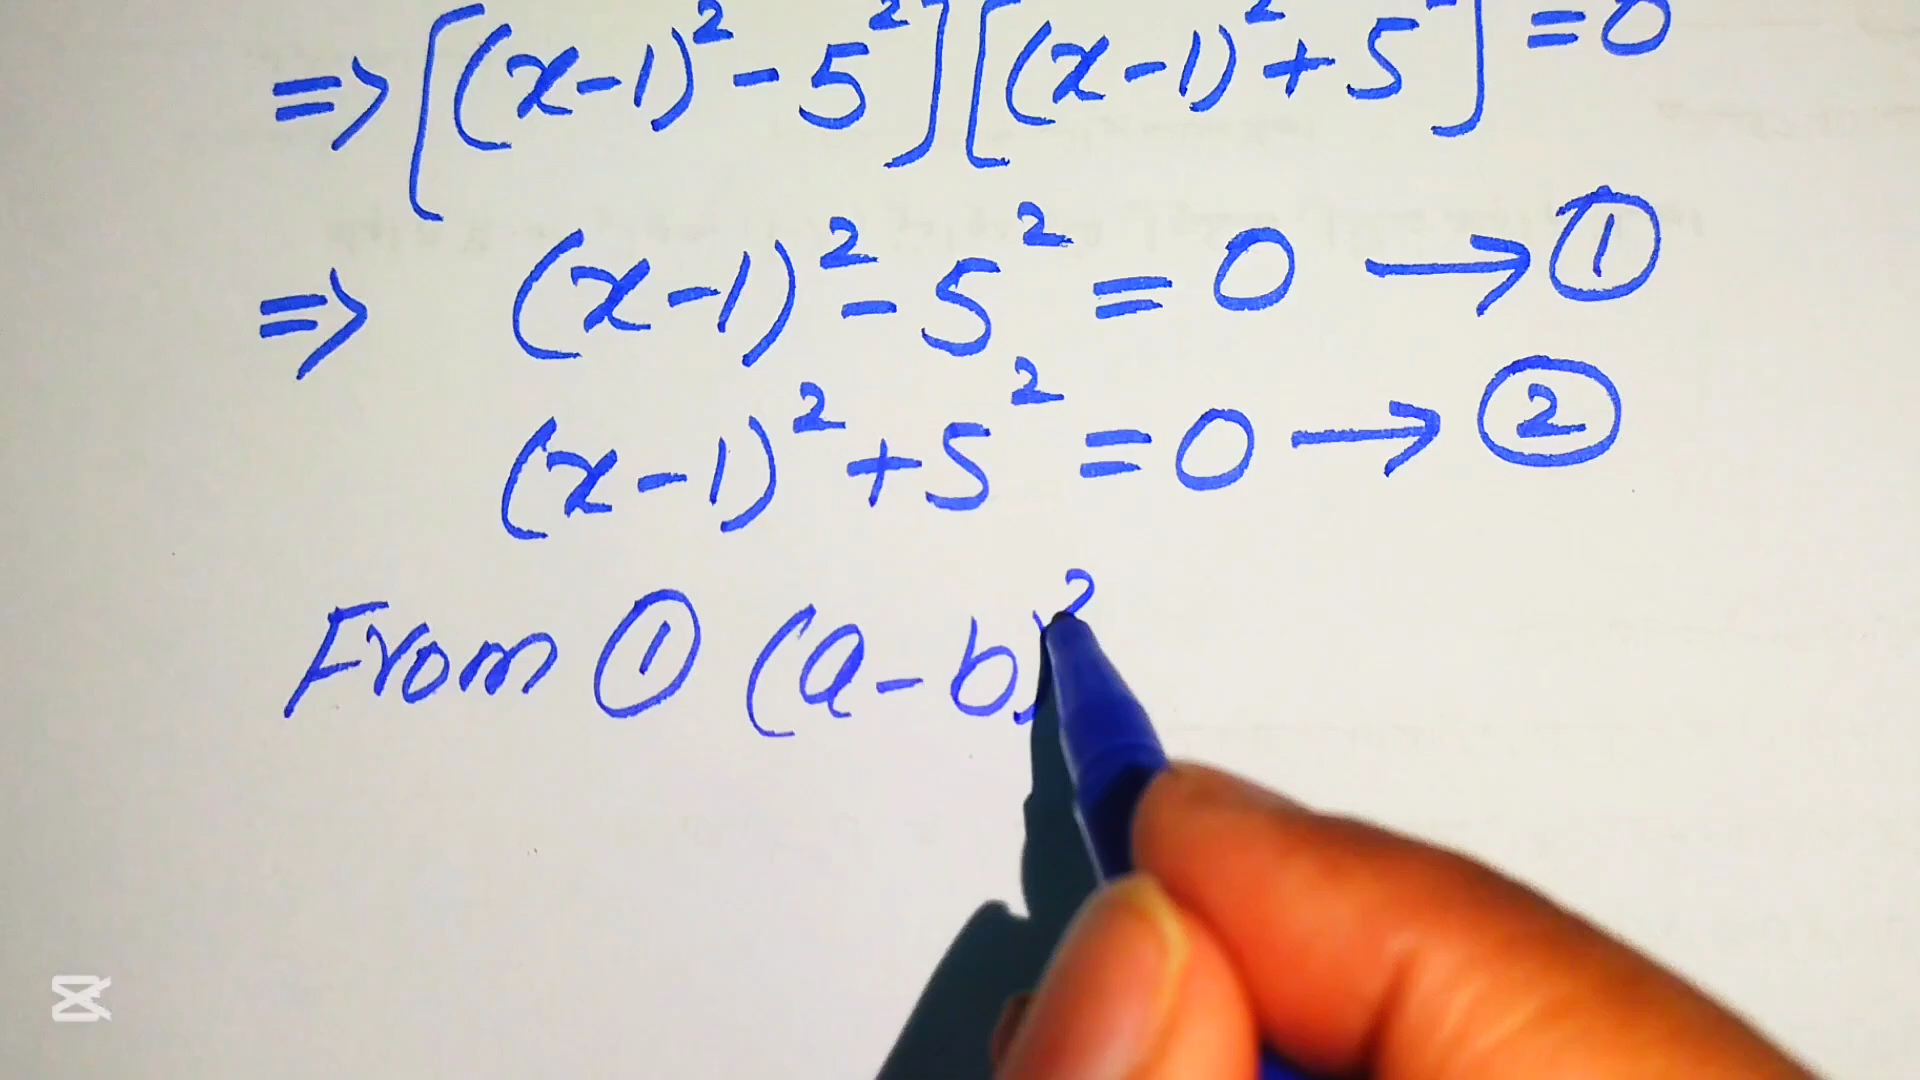 ⇒ [(x-1)² - 5²] [(x-1)² + 5²] = 0
⇒ (x-1)² - 5² = 0 → ①
(x-1)² + 5² = 0 → ②
From ① (a-b)²